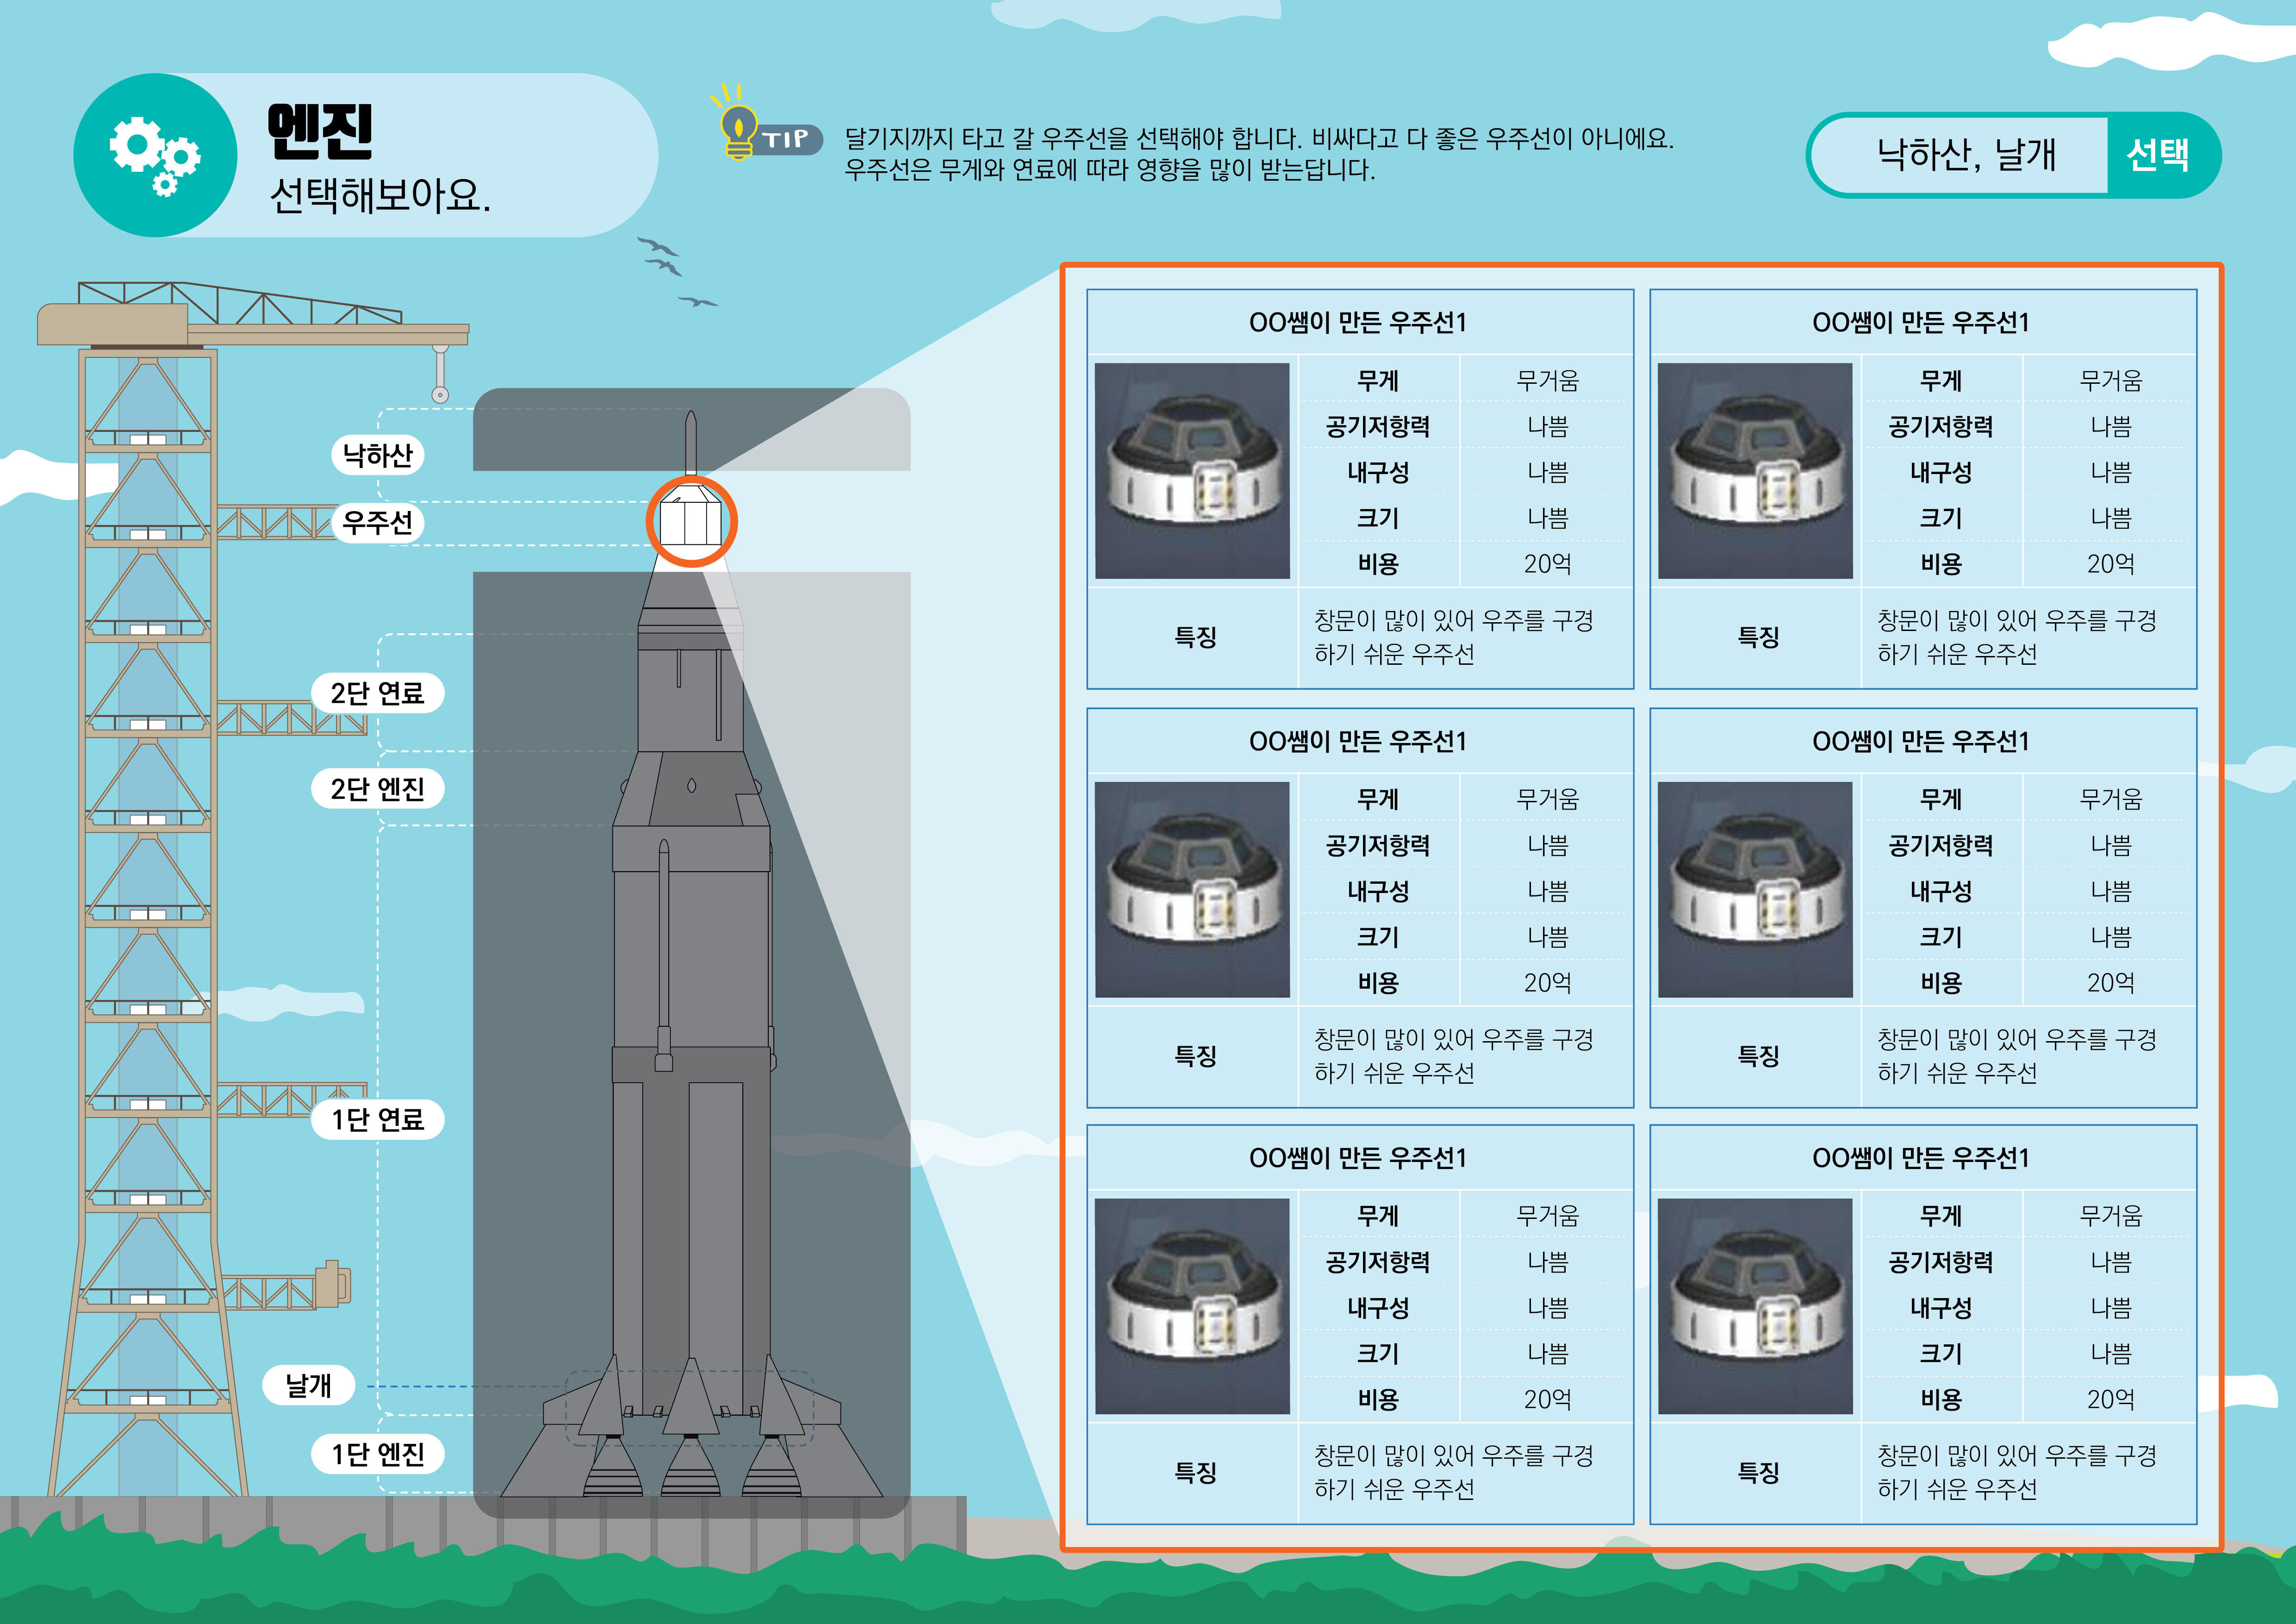 엔진
선택해보아요.
TIP
달기지까지 타고 갈 우주선을 선택해야 합니다. 비싸다고 다 좋은 우주선이 아니에요.
우주선은 무게와 연료에 따라 영향을 많이 받는답니다.
낙하산, 날개 선택
낙하산
우주선
2단 연료
2단 엔진
1단 연료
날개
1단 엔진
OO쌤이 만든 우주선1
무게 무거움
공기저항력 나쁨
내구성 나쁨
크기 나쁨
비용 20억
특징
창문이 많이 있어 우주를 구경
하기 쉬운 우주선
OO쌤이 만든 우주선1
무게 무거움
공기저항력 나쁨
내구성 나쁨
크기 나쁨
비용 20억
특징
창문이 많이 있어 우주를 구경
하기 쉬운 우주선
OO쌤이 만든 우주선1
무게 무거움
공기저항력 나쁨
내구성 나쁨
크기 나쁨
비용 20억
특징
창문이 많이 있어 우주를 구경
하기 쉬운 우주선
OO쌤이 만든 우주선1
무게 무거움
공기저항력 나쁨
내구성 나쁨
크기 나쁨
비용 20억
특징
창문이 많이 있어 우주를 구경
하기 쉬운 우주선
OO쌤이 만든 우주선1
무게 무거움
공기저항력 나쁨
내구성 나쁨
크기 나쁨
비용 20억
특징
창문이 많이 있어 우주를 구경
하기 쉬운 우주선
OO쌤이 만든 우주선1
무게 무거움
공기저항력 나쁨
내구성 나쁨
크기 나쁨
비용 20억
특징
창문이 많이 있어 우주를 구경
하기 쉬운 우주선